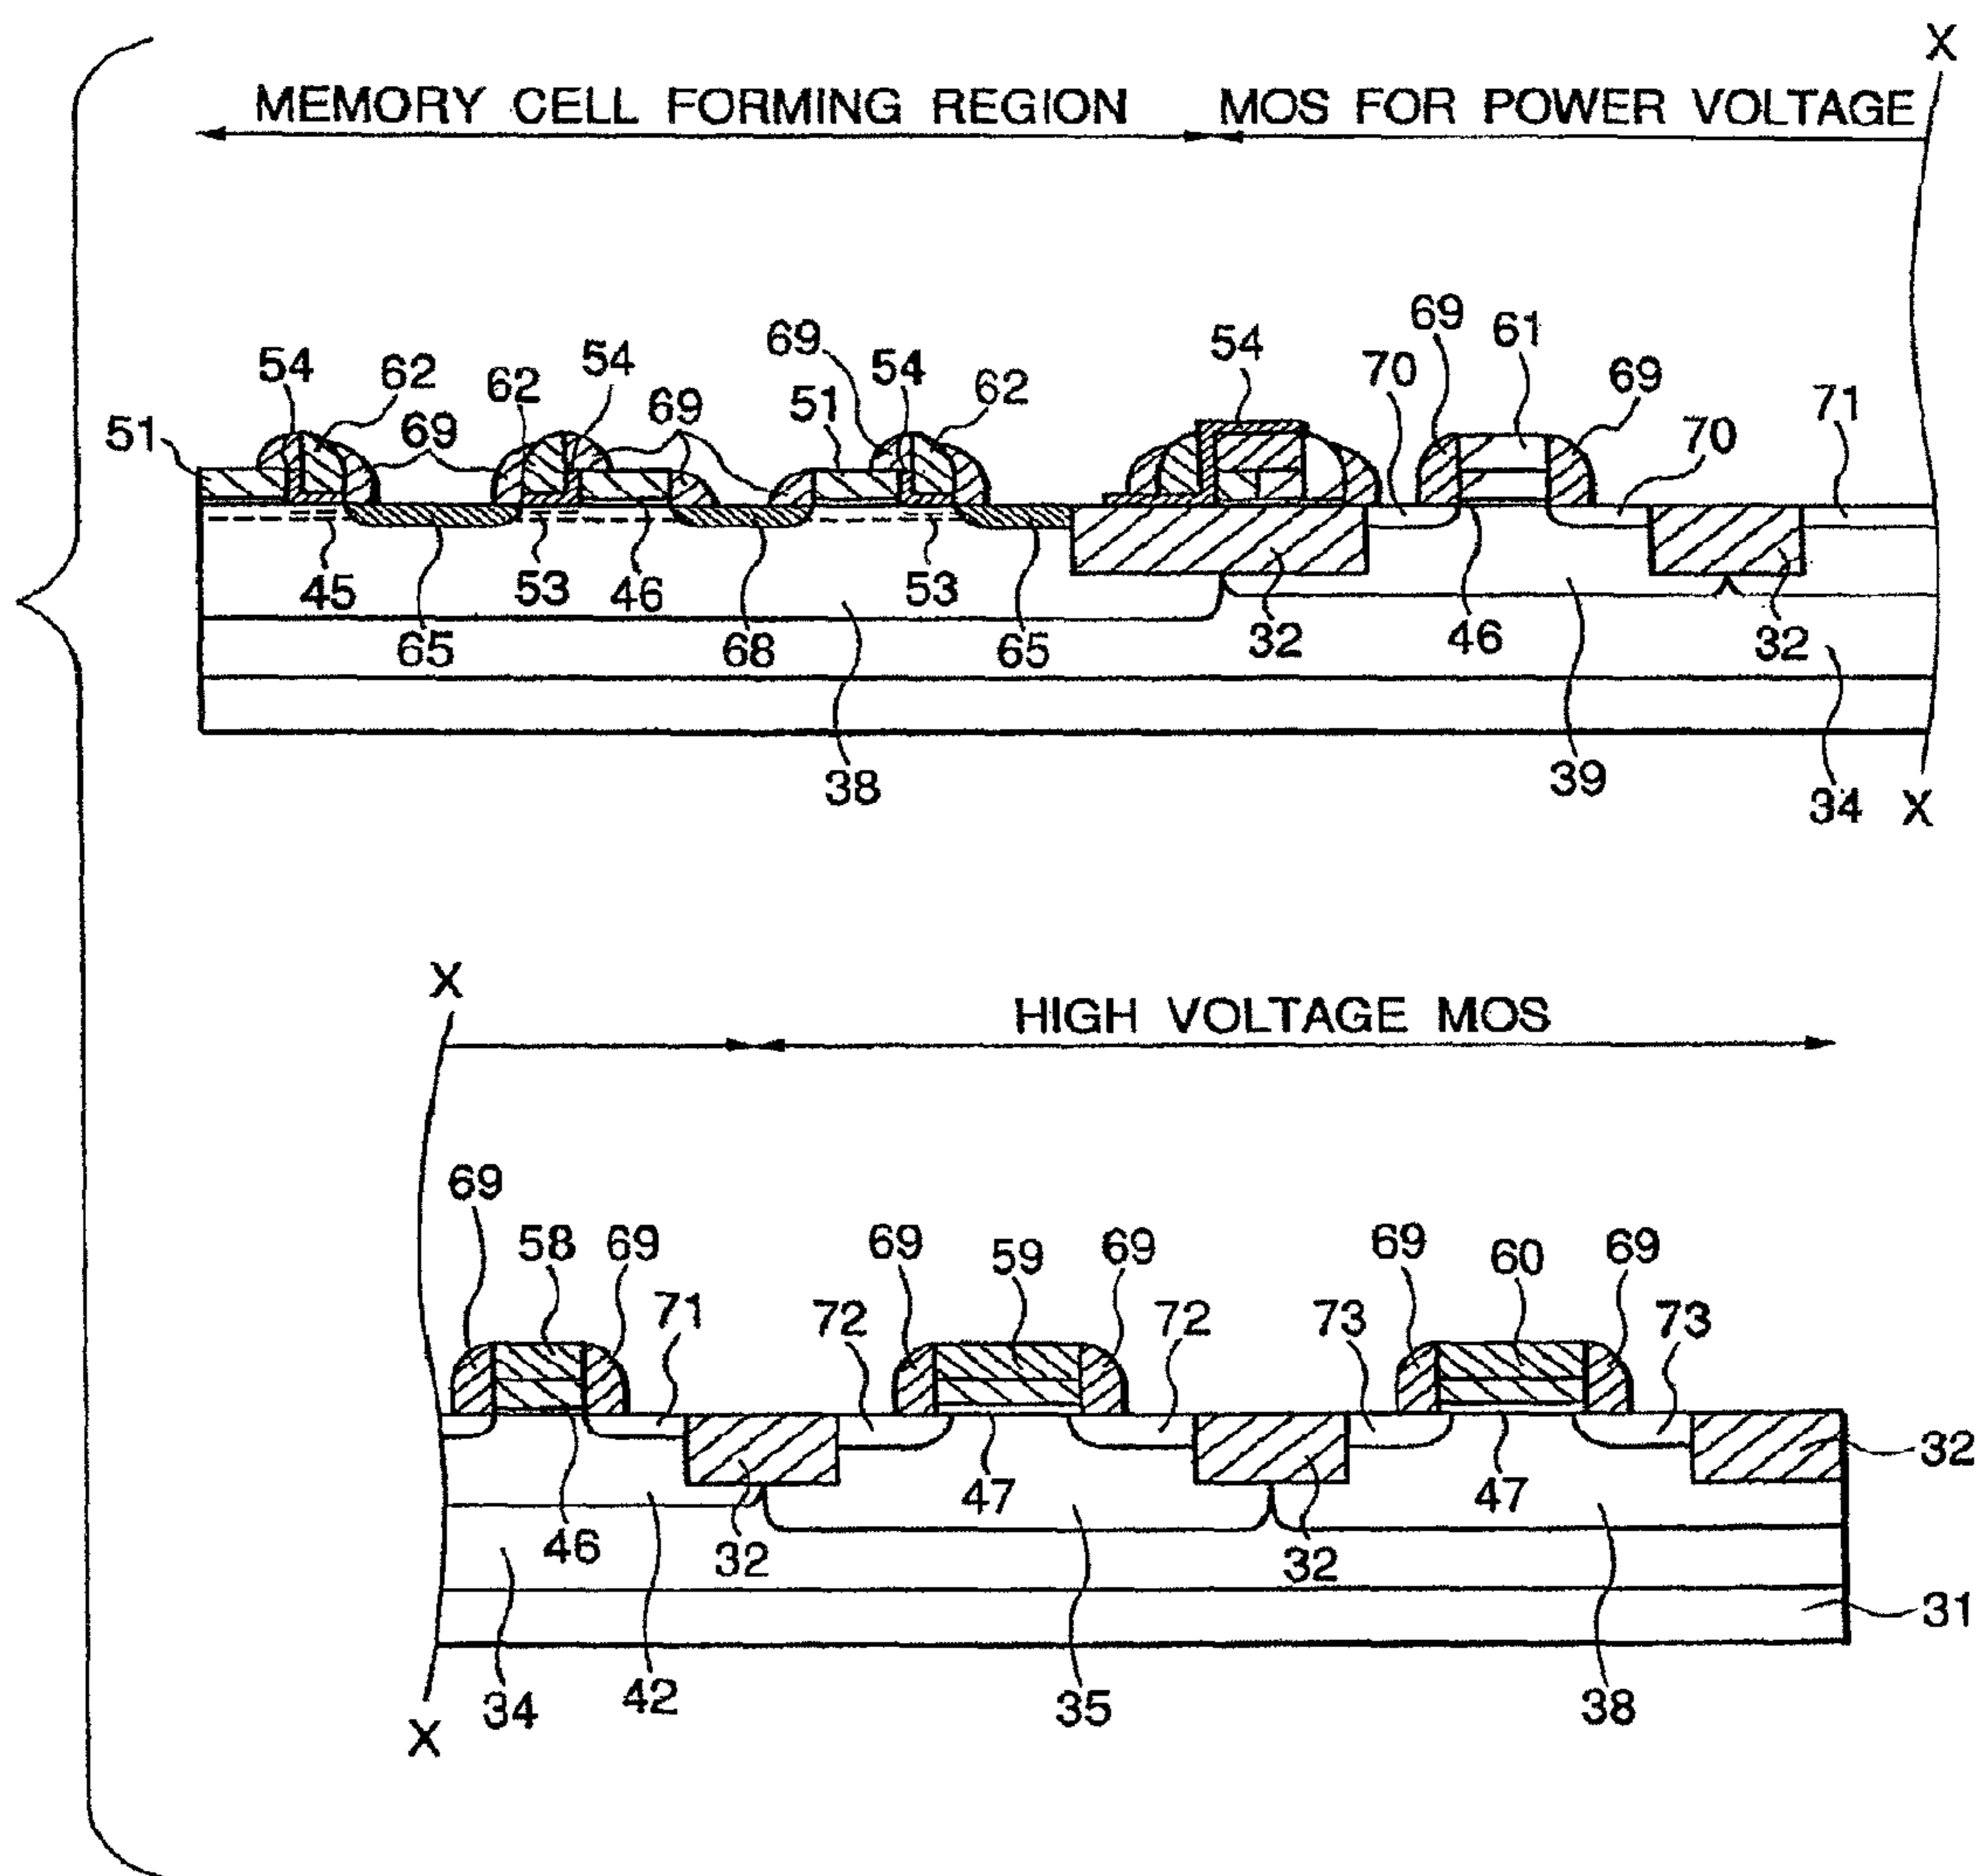 X
MEMORY CELL FORMING REGION MOS FOR POWER VOLTAGE
69 61
54 69 54 70 69
54 62 62 69 51 62 71
51 69 70
45 53 46 53 46
65 68 65 32 32
38 39 34 X
X HIGH VOLTAGE MOS
69 58 69 69 59 69 69 60 69
71 72 72 73 73
32
47 47
46 32 32
31
34 42 35 38
X